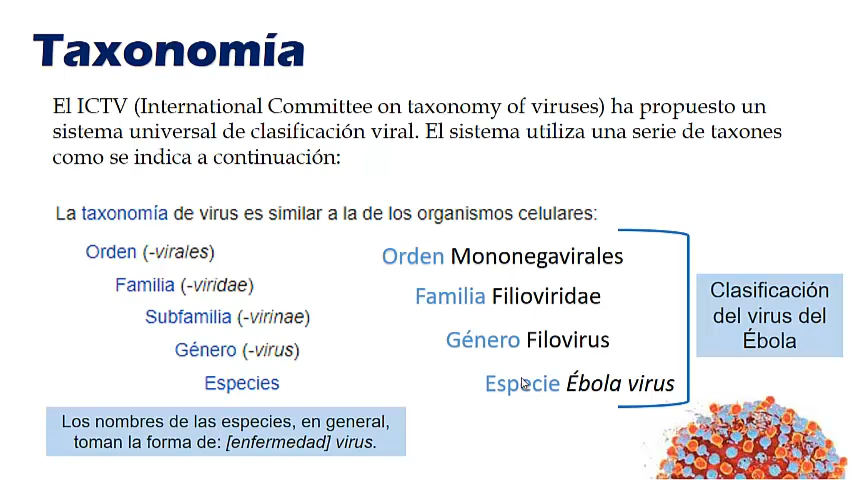 Taxonomía
El ICTV (International Committee on taxonomy of viruses) ha propuesto un
sistema universal de clasificación viral. El sistema utiliza una serie de taxones
como se indica a continuación:
La taxonomía de virus es similar a la de los organismos celulares:
Orden (-virales)
Familia (-viridae)
Subfamilia (-virinae)
Género (-virus)
Especies
Los nombres de las especies, en general,
toman la forma de: [enfermedad] virus.
Orden Mononegavirales
Familia Filioviridae
Género Filovirus
Especie Ébola virus
Clasificación
del virus del
Ébola